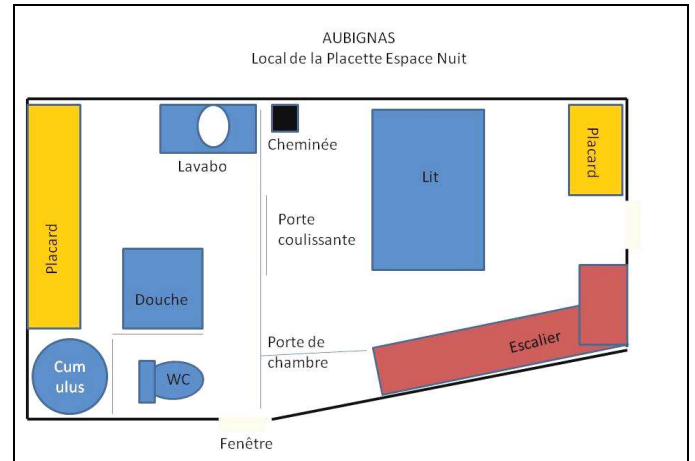 AUBIGNAS
Local de la Placette Espace Nuit
Lavabo
Cheminée
Lit
Placard
Placard
Porte
coulissante
Douche
Porte de
chambre
Escalier
Cum
ulus
WC
Fenêtre